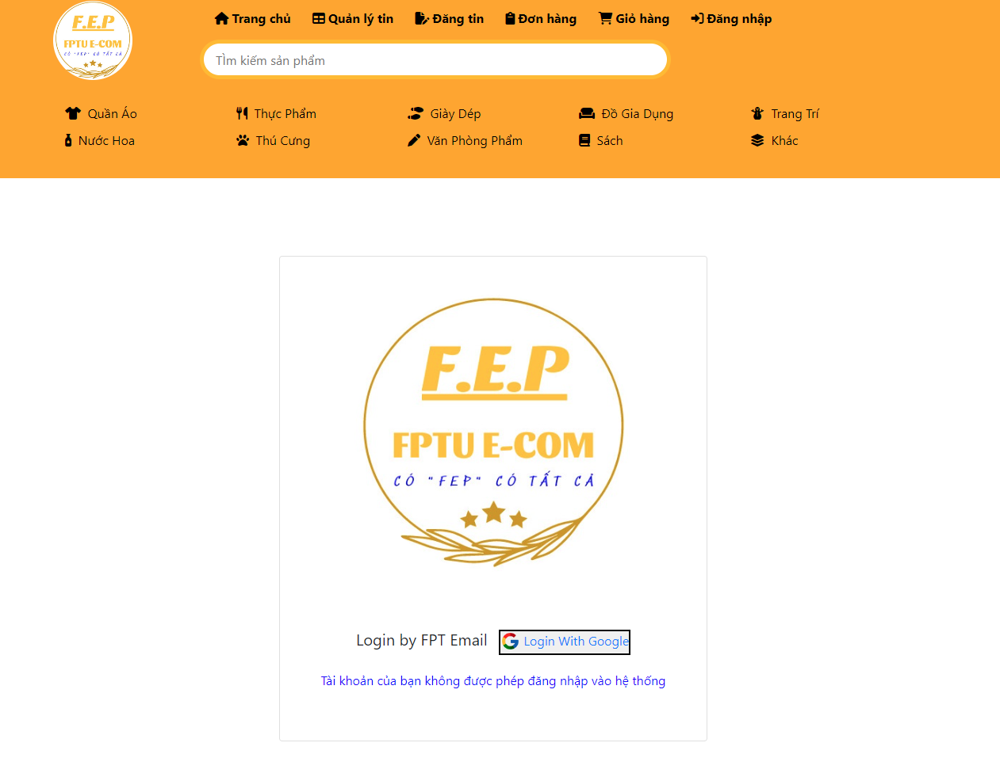 F.E.P
FPTU E-COM
CÓ "FEP" CÓ TẤT CẢ
Trang chủ Quản lý tin Đăng tin Đơn hàng Giỏ hàng Đăng nhập
TÌm kiếm sản phẩm
Quần Áo Thực Phẩm Giày Dép Đồ Gia Dụng Trang Trí
Nước Hoa Thú Cưng Văn Phòng Phẩm Sách Khác
F.E.P
FPTU E-COM
CÓ "FEP" CÓ TẤT CẢ
Login by FPT Email Login With Google
Tài khoản của bạn không được phép đăng nhập vào hệ thống